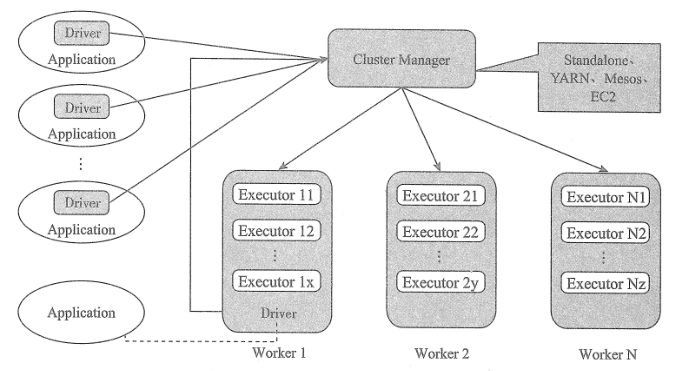 Driver
Application
Driver
Application
⋮
Driver
Application
Application
Cluster Manager
Standalone、
YARN、Mesos、
EC2
Executor 11
Executor 12
⋮
Executor 1x
Driver
Worker 1
Executor 21
Executor 22
⋮
Executor 2y
Worker 2
Executor N1
Executor N2
⋮
Executor Nz
Worker N